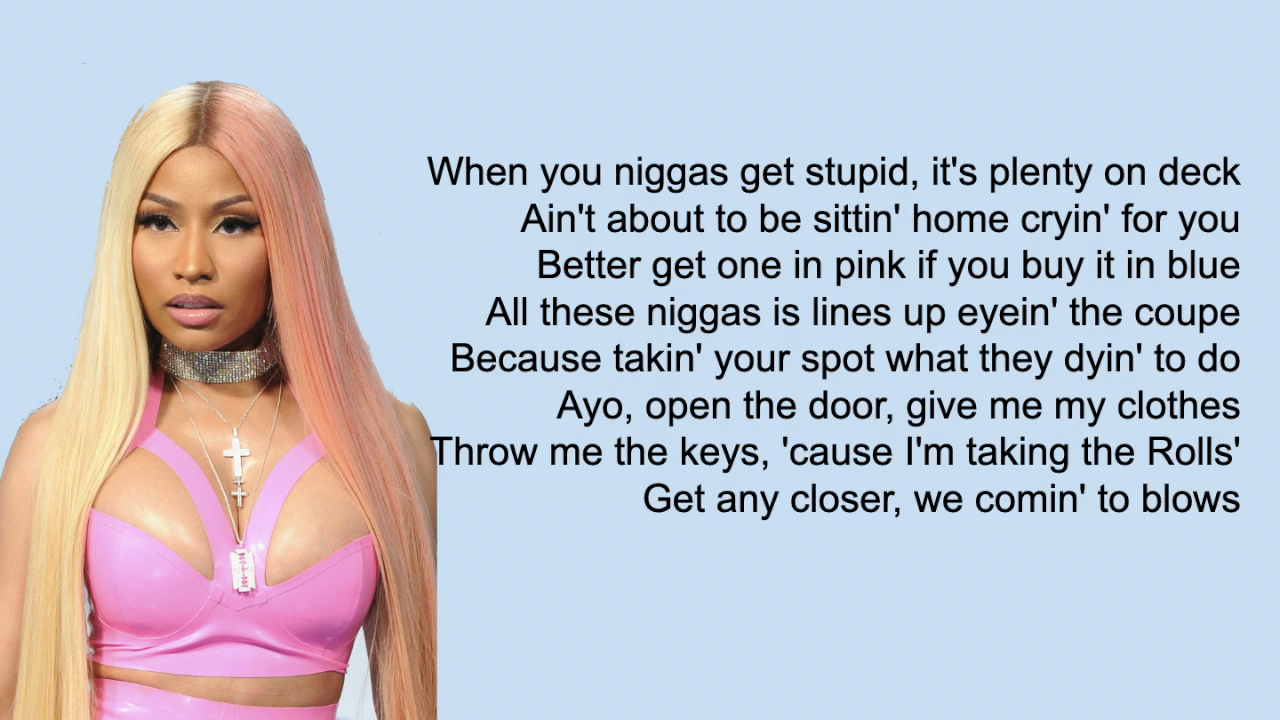 When you niggas get stupid, it's plenty on deck
Ain't about to be sittin' home cryin' for you
Better get one in pink if you buy it in blue
All these niggas is lines up eyein' the coupe
Because takin' your spot what they dyin' to do
Ayo, open the door, give me my clothes
Throw me the keys, 'cause I'm taking the Rolls'
Get any closer, we comin' to blows